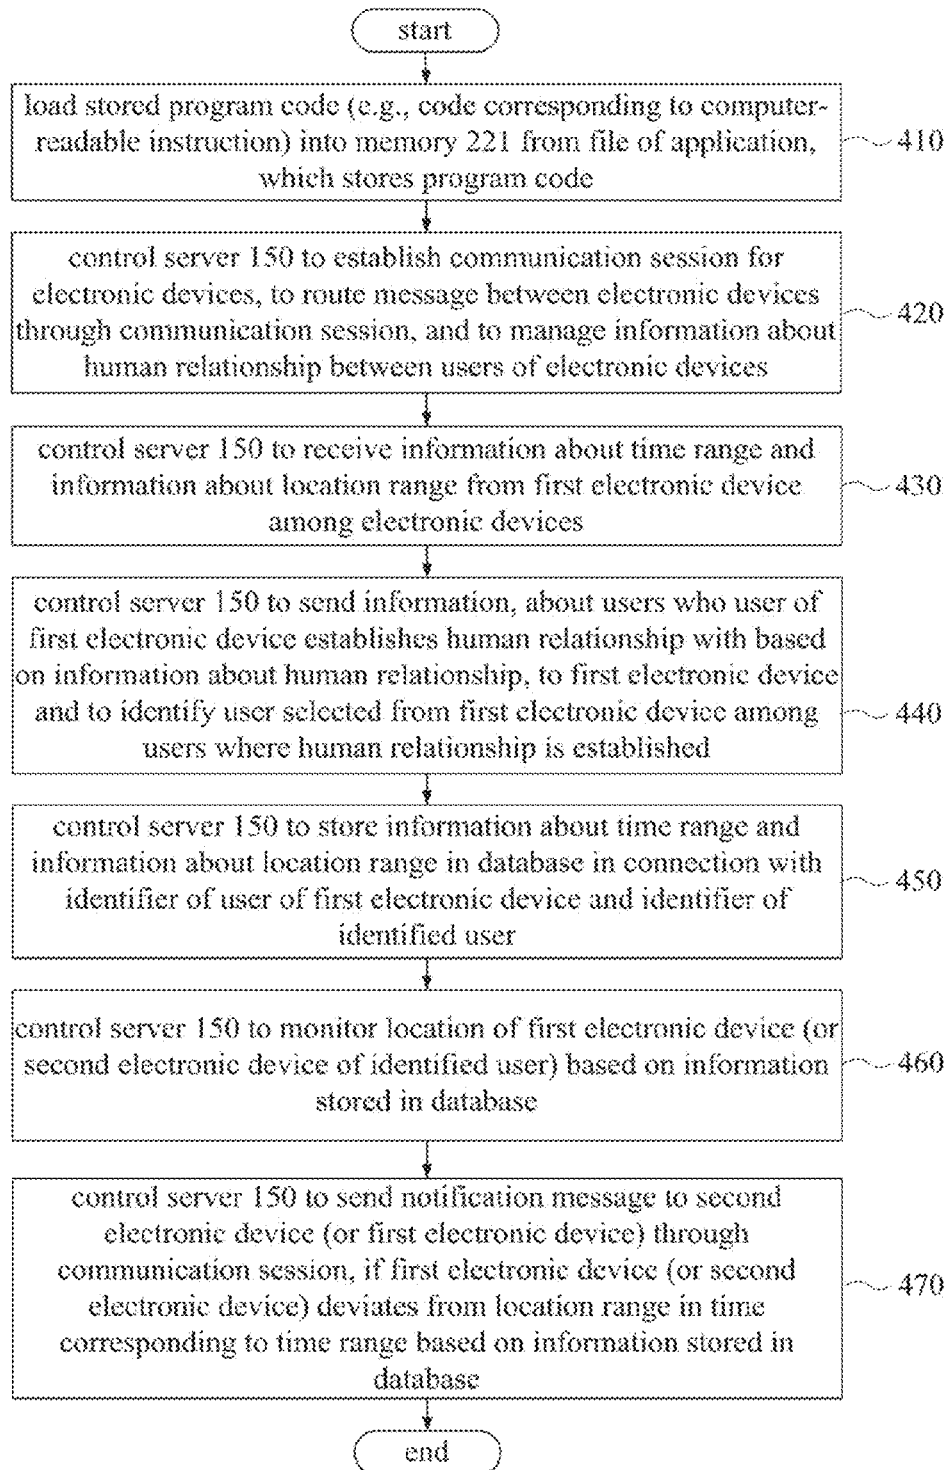 start
load stored program code (e.g., code corresponding to computer-
readable instruction) into memory 221 from file of application,
which stores program code
410
control server 150 to establish communication session for
electronic devices, to route message between electronic devices
through communication session, and to manage information about
human relationship between users of electronic devices
420
control server 150 to receive information about time range and
information about location range from first electronic device
among electronic devices
430
control server 150 to send information, about users who user of
first electronic device establishes human relationship with based
on information about human relationship, to first electronic device
and to identify user selected from first electronic device among
users where human relationship is established
440
control server 150 to store information about time range and
information about location range in database in connection with
identifier of user of first electronic device and identifier of
identified user
450
control server 150 to monitor location of first electronic device (or
second electronic device of identified user) based on information
stored in database
460
control server 150 to send notification message to second
electronic device (or first electronic device) through
communication session, if first electronic device (or second
electronic device) deviates from location range in time
corresponding to time range based on information stored in
database
470
end